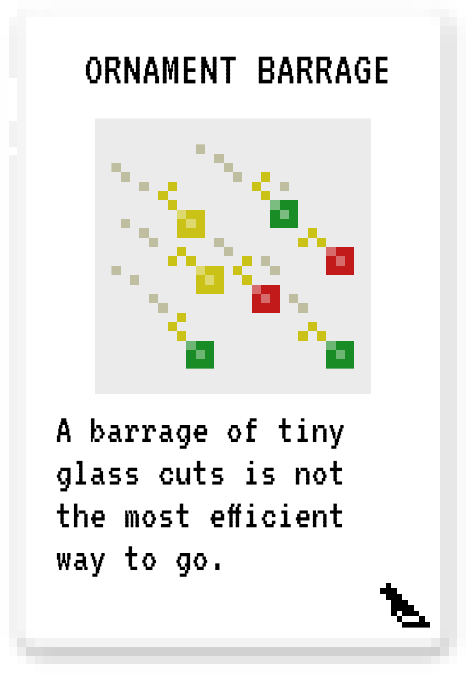 ORNAMENT BARRAGE
A barrage of tiny
glass cuts is not
the most efficient
way to go.